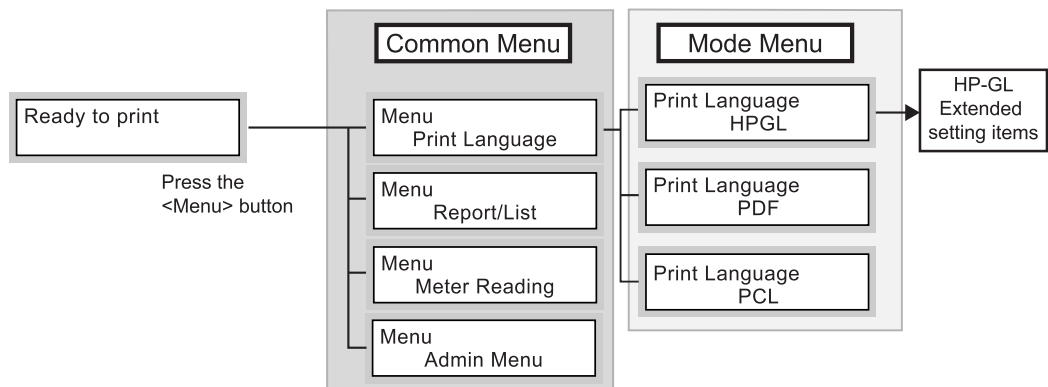 Common Menu
Mode Menu
Ready to print
Press the
<Menu> button
Menu
Print Language
Menu
Report/List
Menu
Meter Reading
Menu
Admin Menu
Print Language
HPGL
Print Language
PDF
Print Language
PCL
HP-GL
Extended
setting items